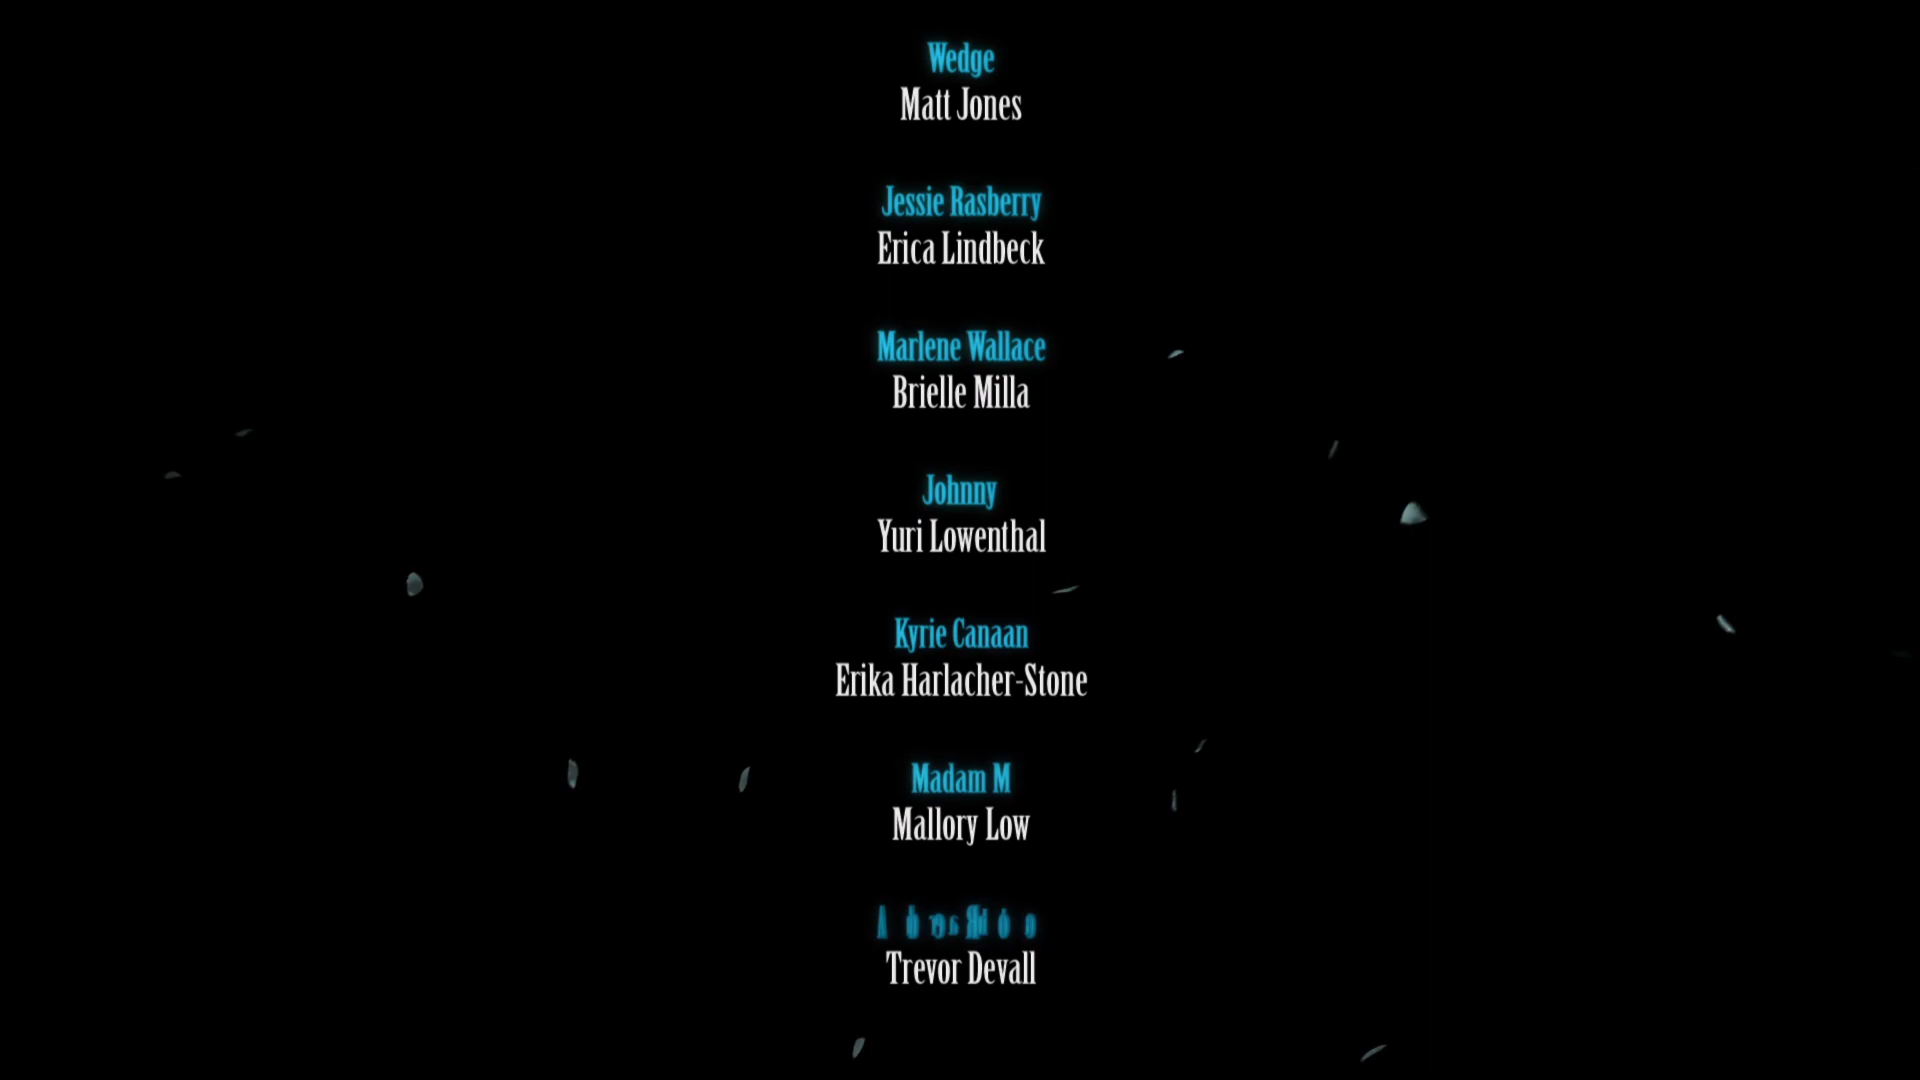 Wedge
Matt Jones
Jessie Rasberry
Erica Lindbeck
Marlene Wallace
Brielle Milla
Johnny
Yuri Lowenthal
Kyrie Canaan
Erika Harlacher-Stone
Madam M
Mallory Low
Trevor Devall